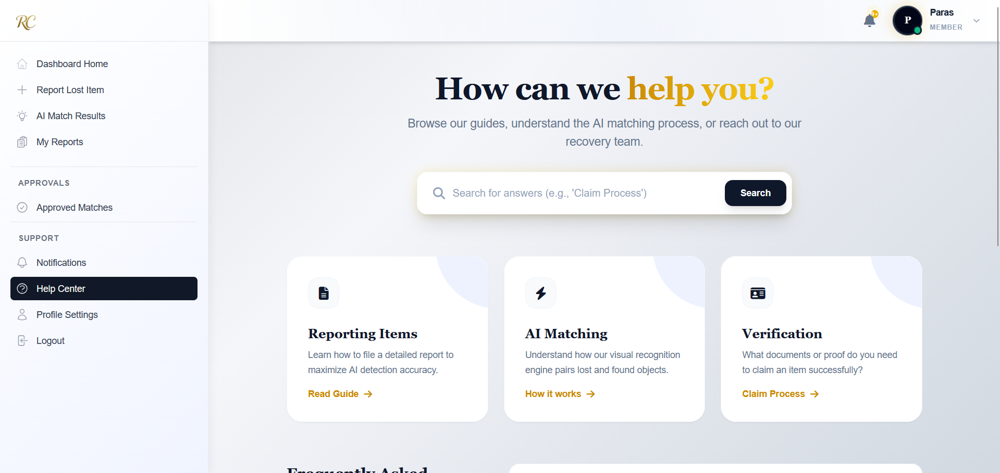 RC
9+
P
Paras
MEMBER
Dashboard Home
Report Lost Item
AI Match Results
My Reports
APPROVALS
Approved Matches
SUPPORT
Notifications
Help Center
Profile Settings
Logout
How can we help you?
Browse our guides, understand the AI matching process, or reach out to our
recovery team.
Search for answers (e.g., 'Claim Process')
Search
Reporting Items
Learn how to file a detailed report to
maximize AI detection accuracy.
Read Guide
AI Matching
Understand how our visual recognition
engine pairs lost and found objects.
How it works
Verification
What documents or proof do you need
to claim an item successfully?
Claim Process
Frequently Asked